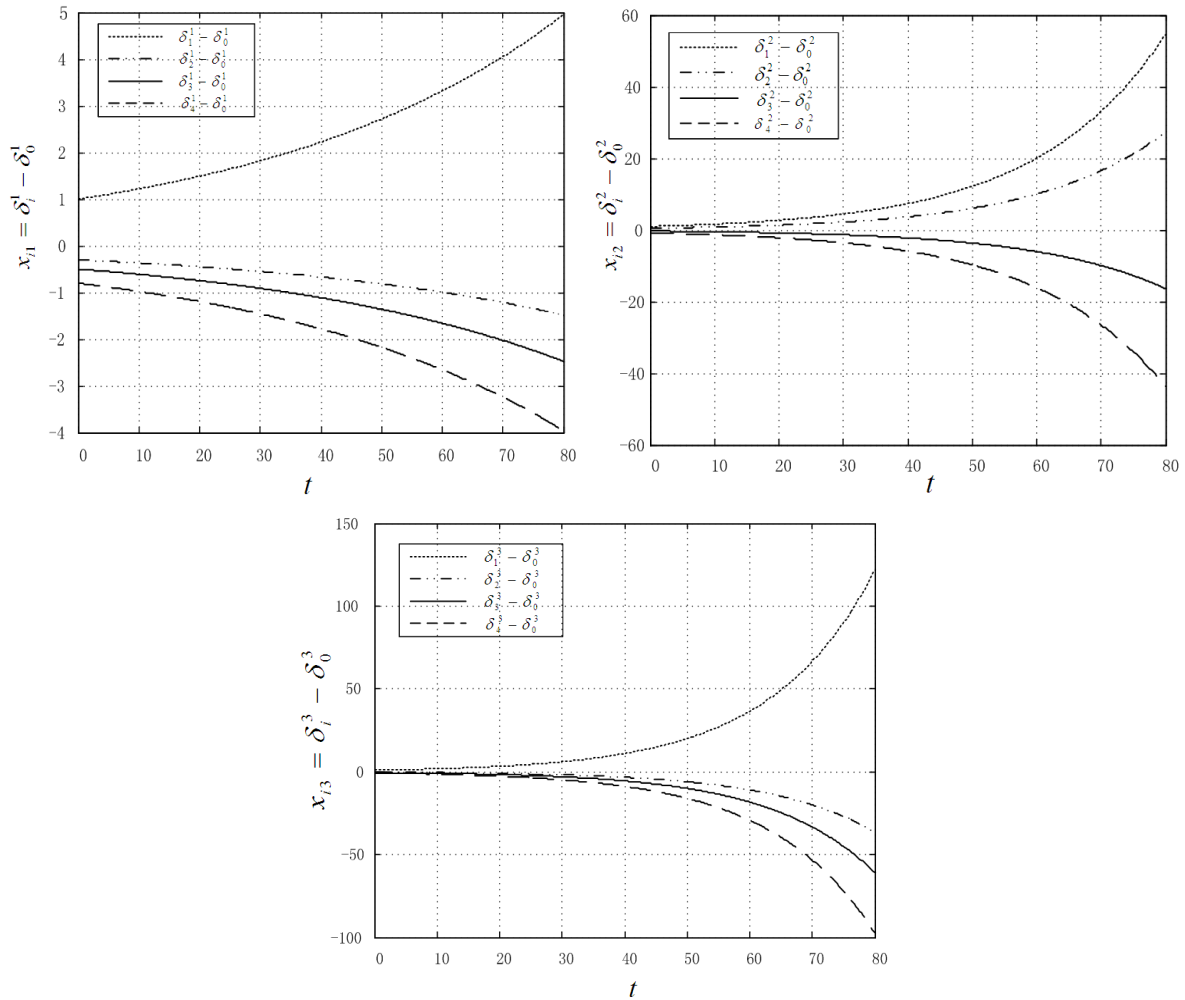 5
4
3
2
1
0
-1
-2
-3
-4
0 10 20 30 40 50 60 70 80
t
x_{i1} = δ_i^1 − δ_0^1
δ_1^1 − δ_0^1
δ_2^1 − δ_0^1
δ_3^1 − δ_0^1
δ_4^1 − δ_0^1
60
40
20
0
-20
-40
-60
0 10 20 30 40 50 60 70 80
t
x_{i2} = δ_i^2 − δ_0^2
δ_1^2 − δ_0^2
δ_2^2 − δ_0^2
δ_3^2 − δ_0^2
δ_4^2 − δ_0^2
150
100
50
0
-50
-100
0 10 20 30 40 50 60 70 80
t
x_{i3} = δ_i^3 − δ_0^3
δ_1^3 − δ_0^3
δ_2^3 − δ_0^3
δ_3^3 − δ_0^3
δ_4^3 − δ_0^3